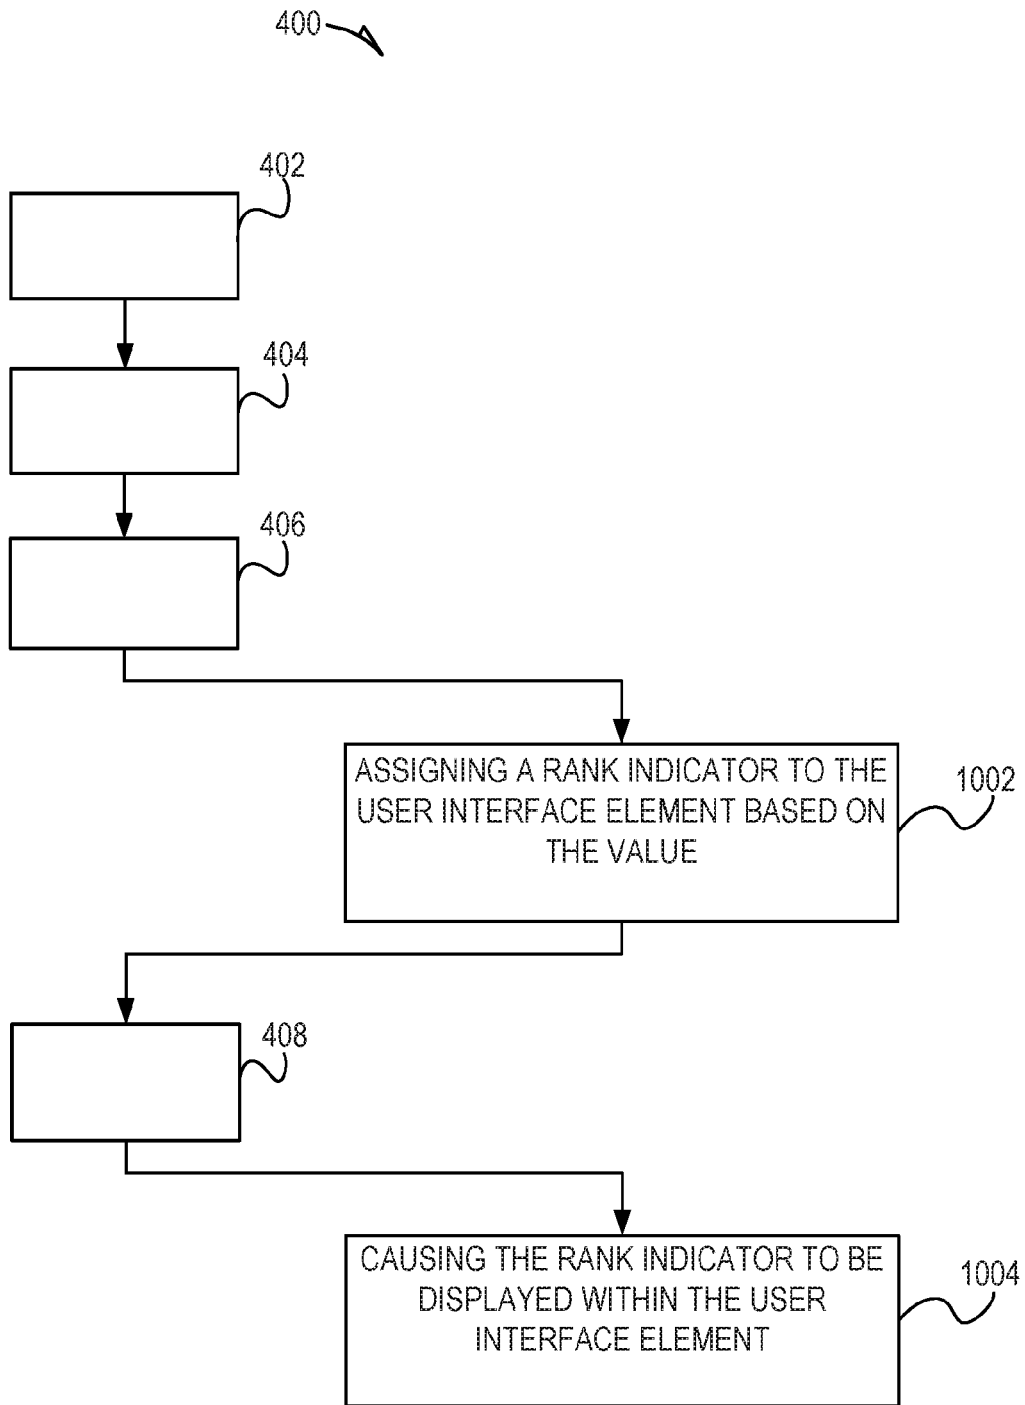 400
402
404
406
ASSIGNING A RANK INDICATOR TO THE
USER INTERFACE ELEMENT BASED ON
THE VALUE
1002
408
CAUSING THE RANK INDICATOR TO BE
DISPLAYED WITHIN THE USER
INTERFACE ELEMENT
1004